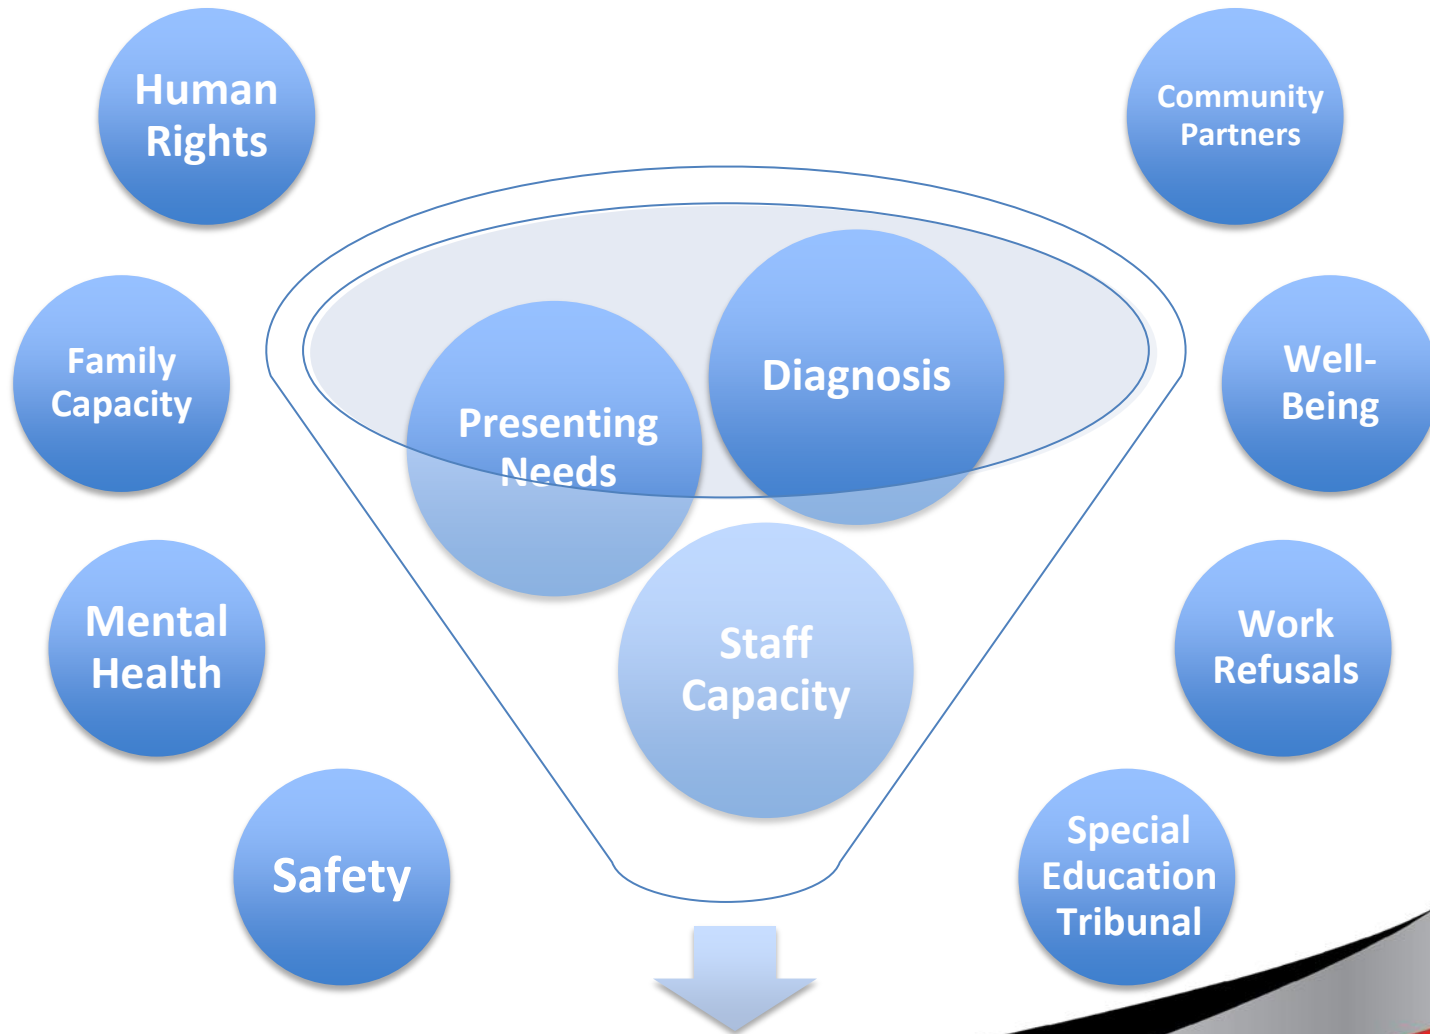 Human
Rights
Community
Partners
Family
Capacity
Diagnosis
Well-
Being
Presenting
Needs
Mental
Health
Staff
Capacity
Work
Refusals
Safety
Special
Education
Tribunal